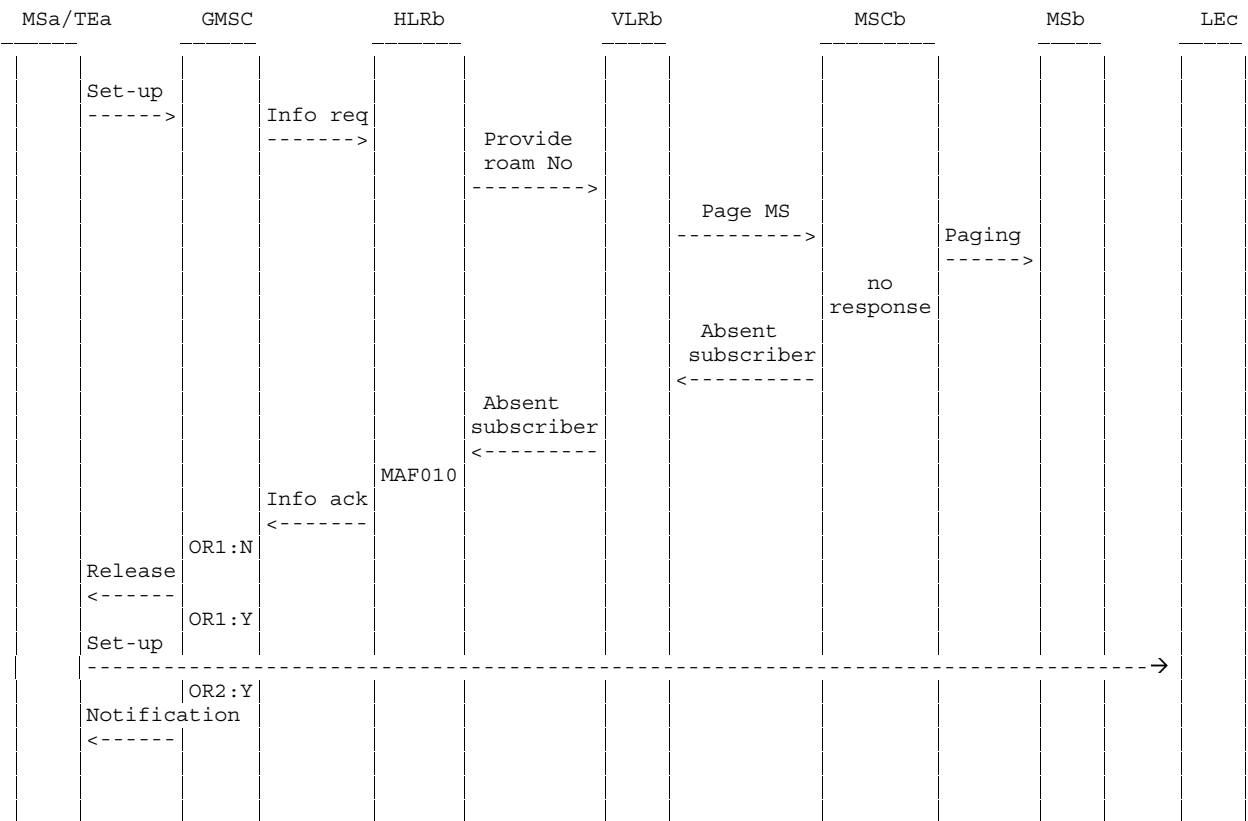 MSa/TEa GMSC HLRb VLRb MSCb MSb LEc
Set-up
------> Info req
-------> Provide
roam No
--------->
Page MS
----------> Paging
------>
no
response
Absent
subscriber
<----------
Absent
subscriber
<---------
MAF010
Info ack
<-------
OR1:N
Release
<------
OR1:Y
Set-up
----------------------------------------------------------------------------------→
OR2:Y
Notification
<------